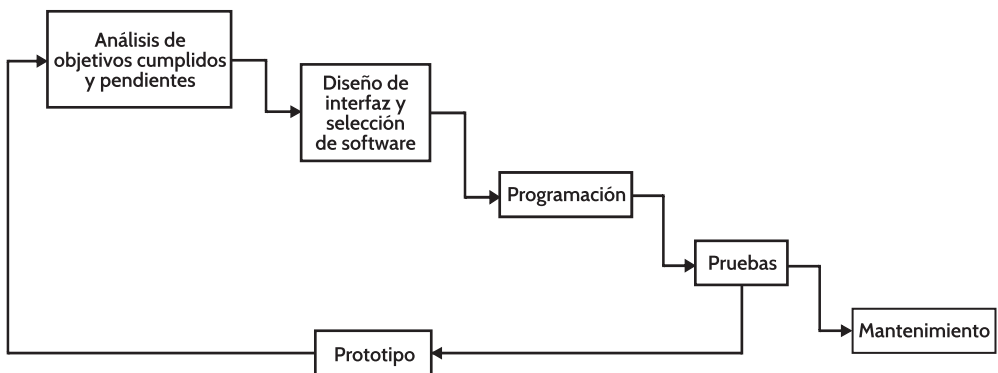 Análisis de
objetivos cumplidos
y pendientes
Diseño de
interfaz y
selección
de software
Programación
Pruebas
Mantenimiento
Prototipo